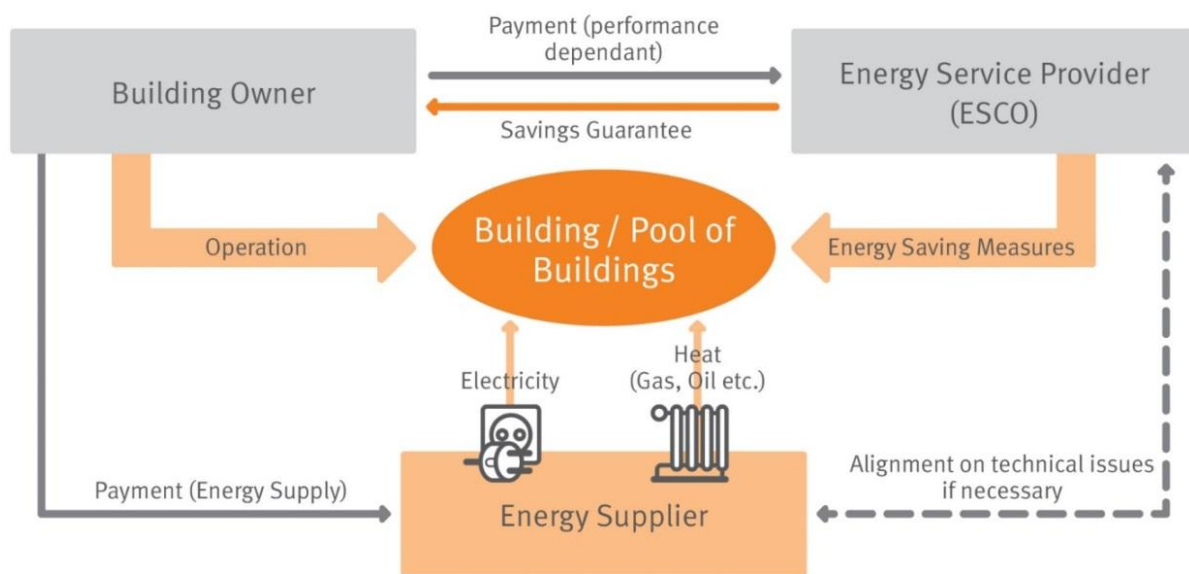 Payment (performance
dependant)
Building Owner
Energy Service Provider
(ESCO)
Savings Guarantee
Building / Pool of
Buildings
Operation
Energy Saving Measures
Electricity
Heat
(Gas, Oil etc.)
Payment (Energy Supply)
Energy Supplier
Alignment on technical issues
if necessary